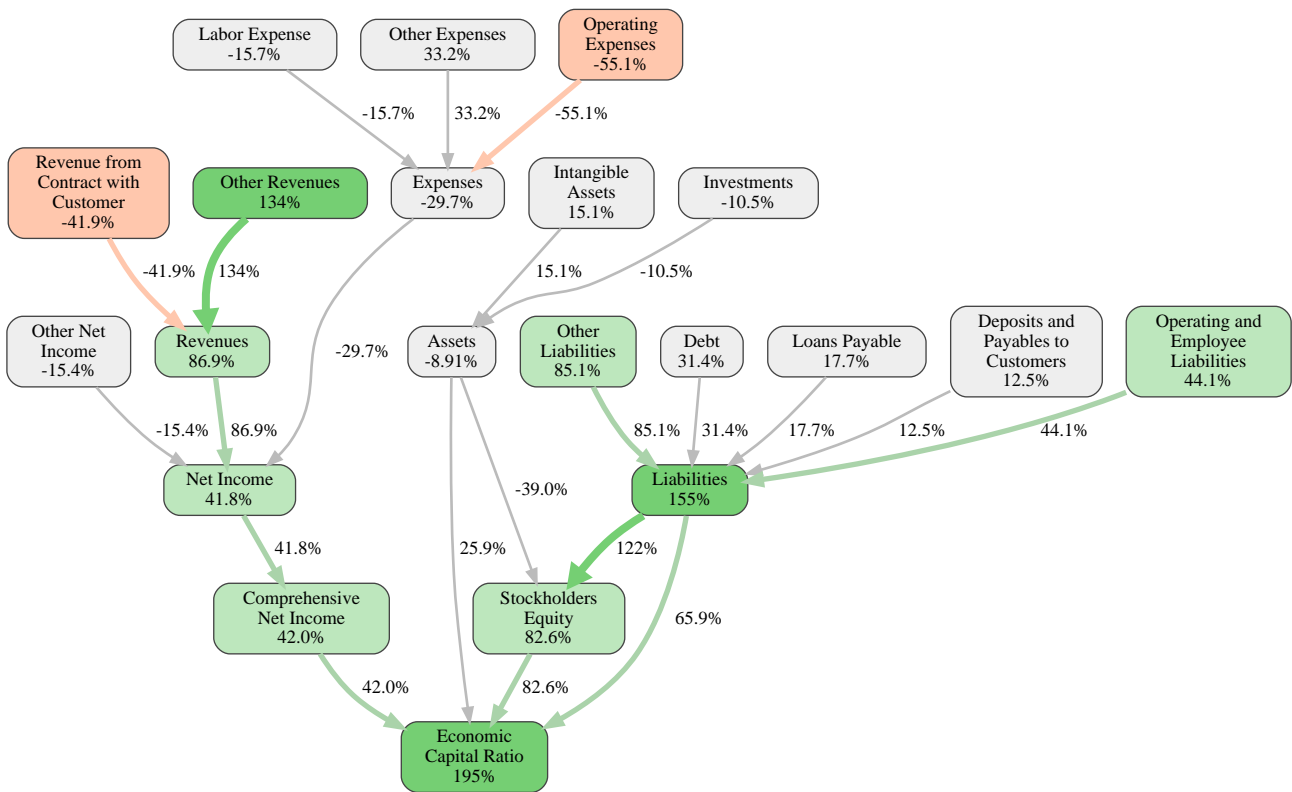 Labor Expense
-15.7%
Other Expenses
33.2%
Operating
Expenses
-55.1%
-15.7%
33.2%
-55.1%
Revenue from
Contract with
Customer
-41.9%
Other Revenues
134%
Expenses
-29.7%
Intangible
Assets
15.1%
Investments
-10.5%
-41.9%
134%
15.1%
-10.5%
Other Net
Income
-15.4%
Revenues
86.9%
-29.7%
Assets
-8.91%
Other
Liabilities
85.1%
Debt
31.4%
Loans Payable
17.7%
Deposits and
Payables to
Customers
12.5%
Operating and
Employee
Liabilities
44.1%
-15.4%
86.9%
85.1%
31.4%
17.7%
12.5%
44.1%
Net Income
41.8%
-39.0%
Liabilities
155%
41.8%
25.9%
122%
Comprehensive
Net Income
42.0%
Stockholders
Equity
82.6%
65.9%
42.0%
82.6%
Economic
Capital Ratio
195%